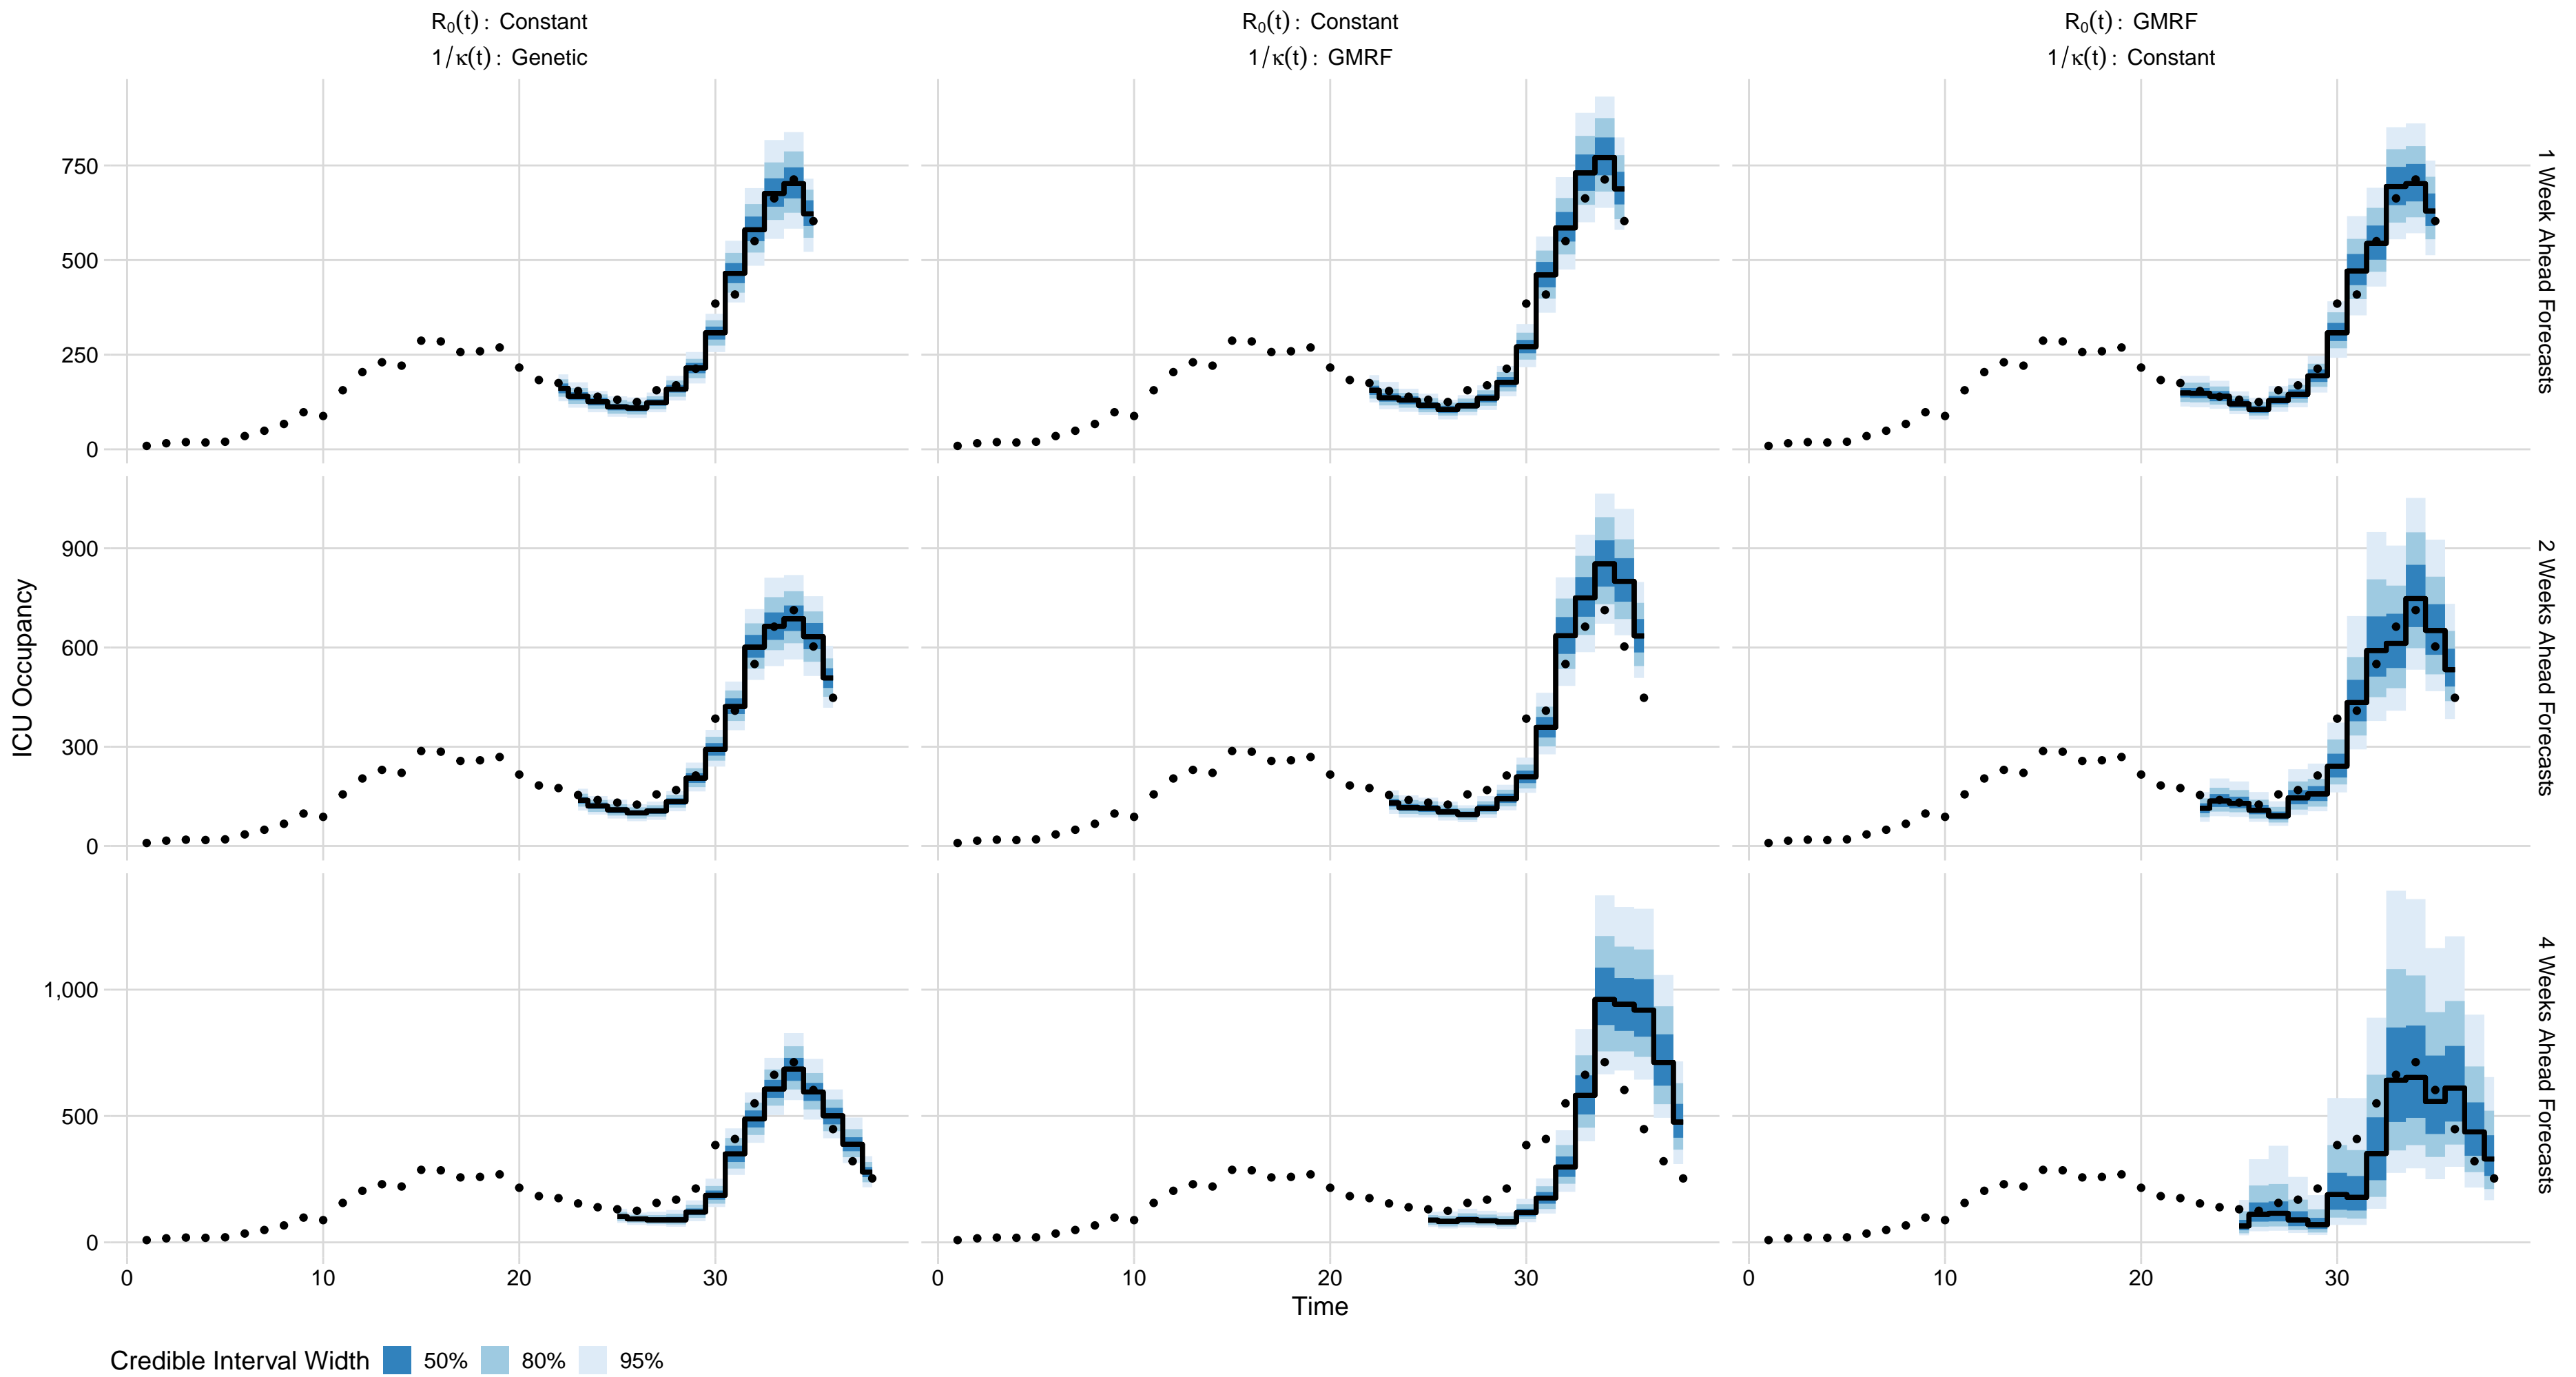 R₀(t): Constant
1/κ(t): Genetic
R₀(t): Constant
1/κ(t): GMRF
R₀(t): GMRF
1/κ(t): Constant
750
500
250
0
1 Week Ahead Forecasts
900
600
300
0
2 Weeks Ahead Forecasts
1,000
500
0
4 Weeks Ahead Forecasts
ICU Occupancy
0 10 20 30
0 10 20 30
0 10 20 30
Time
Credible Interval Width 50% 80% 95%